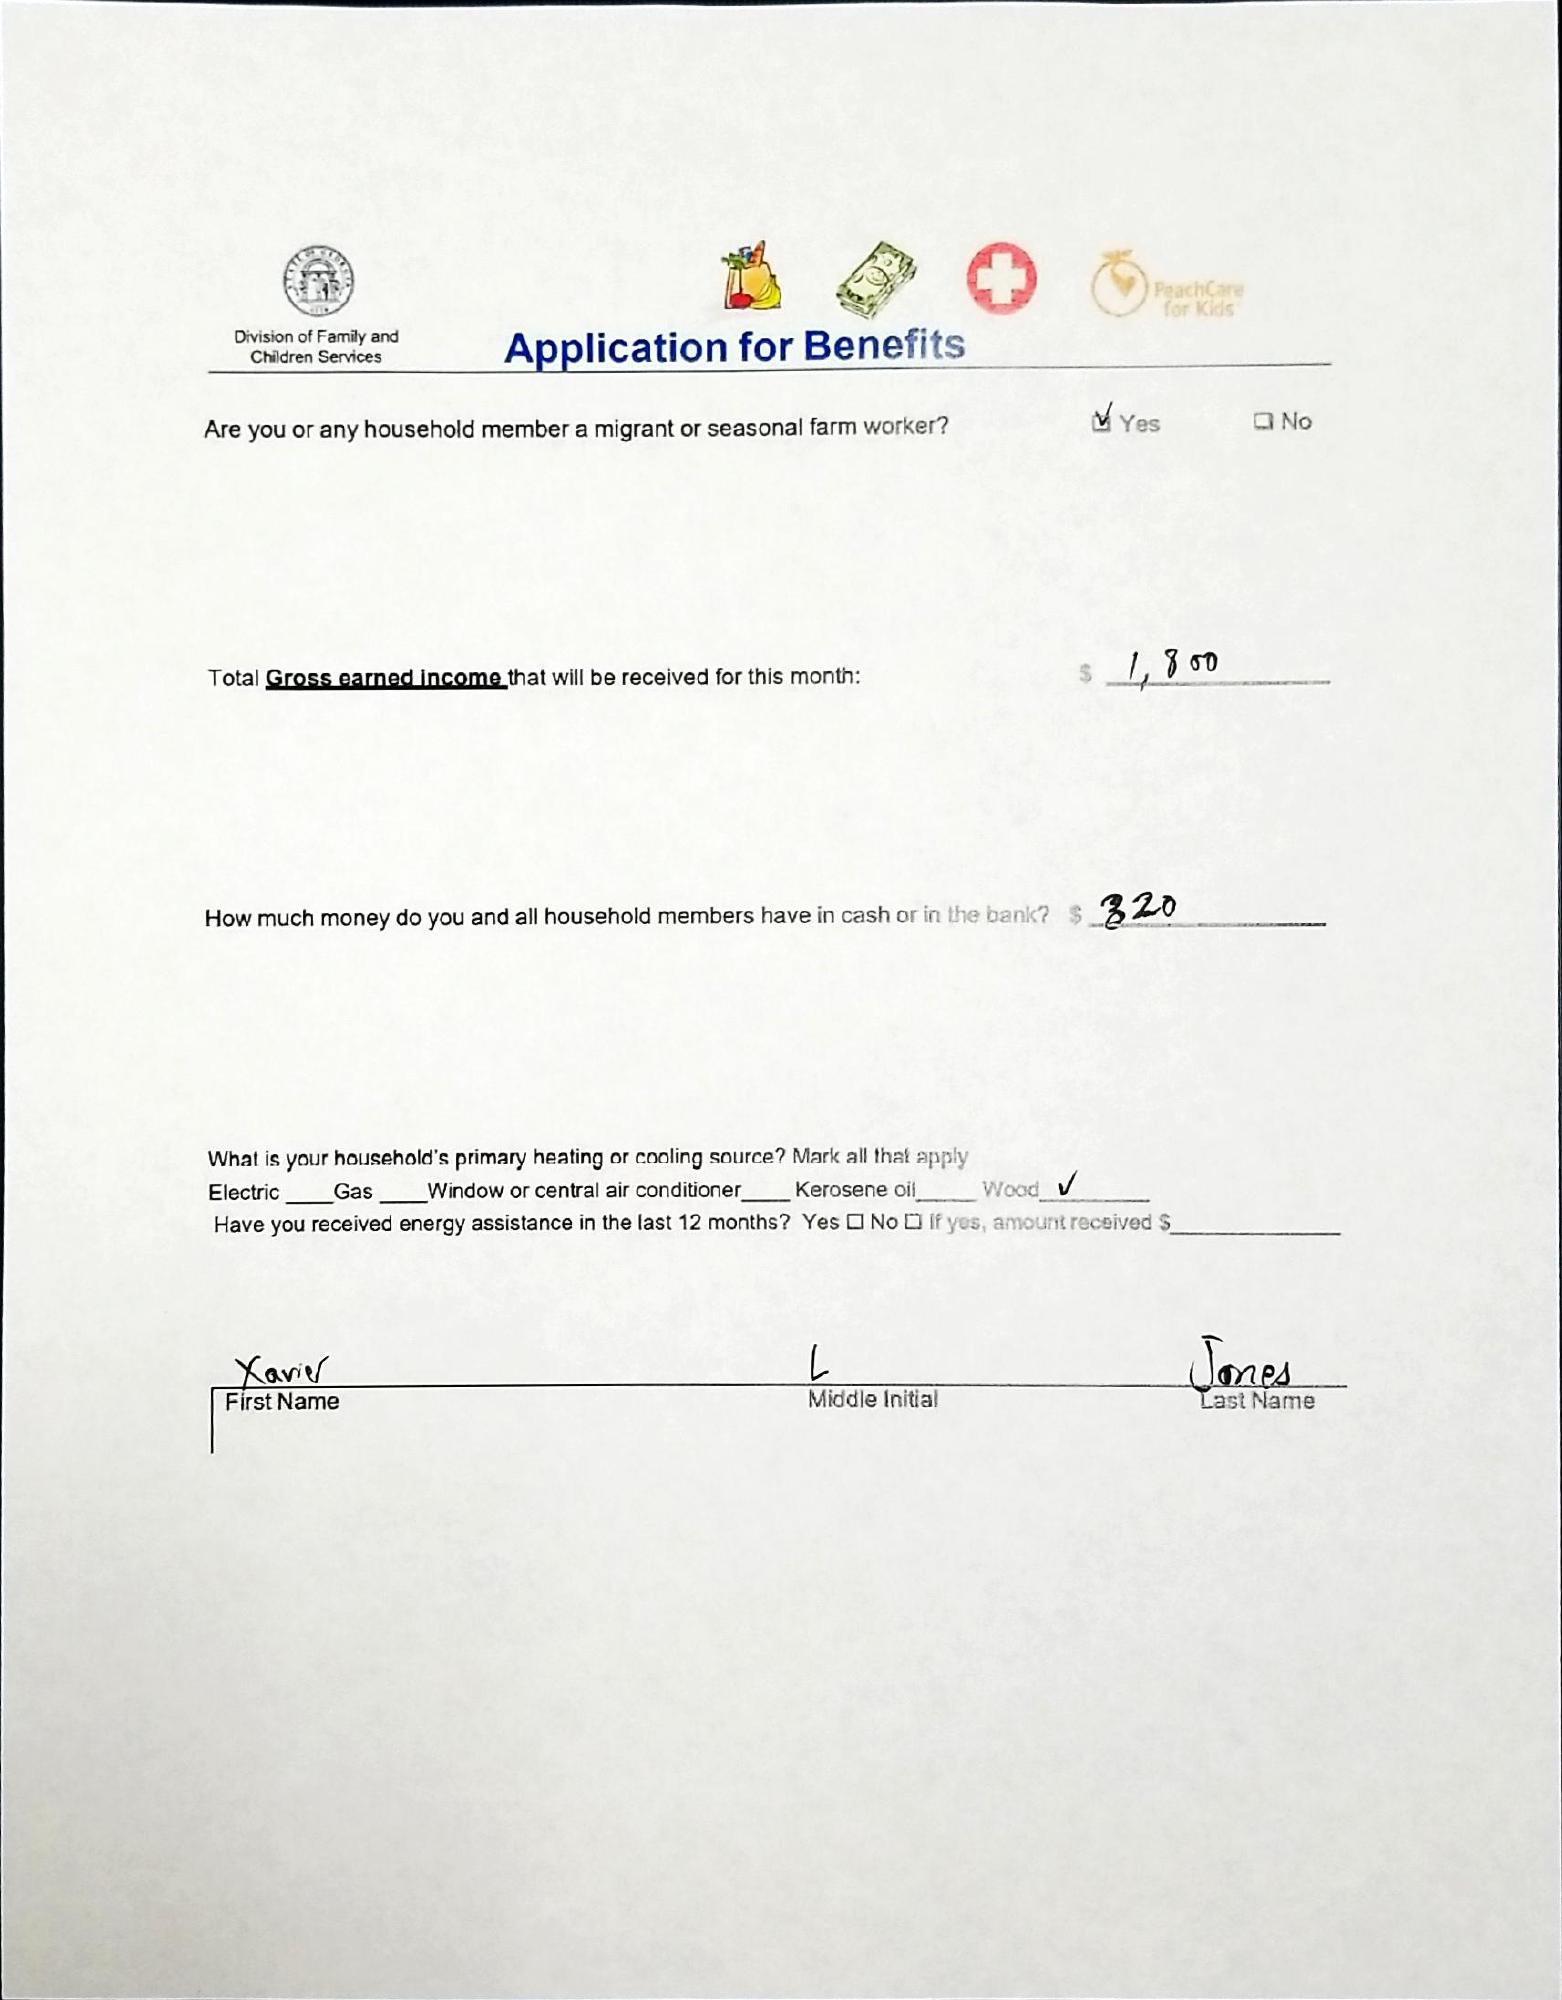 STATE OF GEORGIA
Division of Family and
Children Services
PeachCare
for Kids
Application for Benefits
Are you or any household member a migrant or seasonal farm worker? ☑ Yes ☐ No
Total Gross earned income that will be received for this month: $ 1,800
How much money do you and all household members have in cash or in the bank? $ 320
What is your household's primary heating or cooling source? Mark all that apply
Electric ____Gas ____Window or central air conditioner____ Kerosene oil____ Wood ✓
Have you received energy assistance in the last 12 months? Yes ☐ No ☐ If yes, amount received $____
Xavier L Jones
First Name Middle Initial Last Name